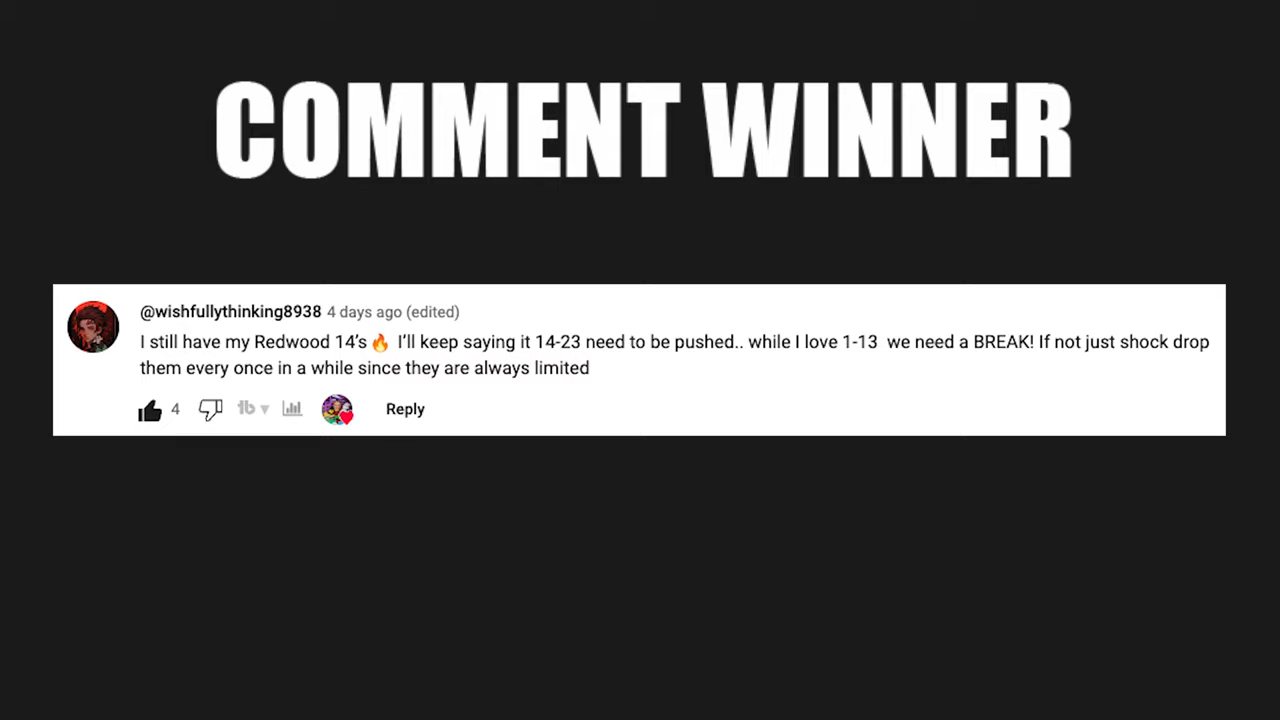 COMMENT WINNER
@wishfullythinking8938 4 days ago (edited)
I still have my Redwood 14’s🔥 I’ll keep saying it 14-23 need to be pushed.. while I love 1-13 we need a BREAK! If not just shock drop
them every once in a while since they are always limited
4 tb Reply